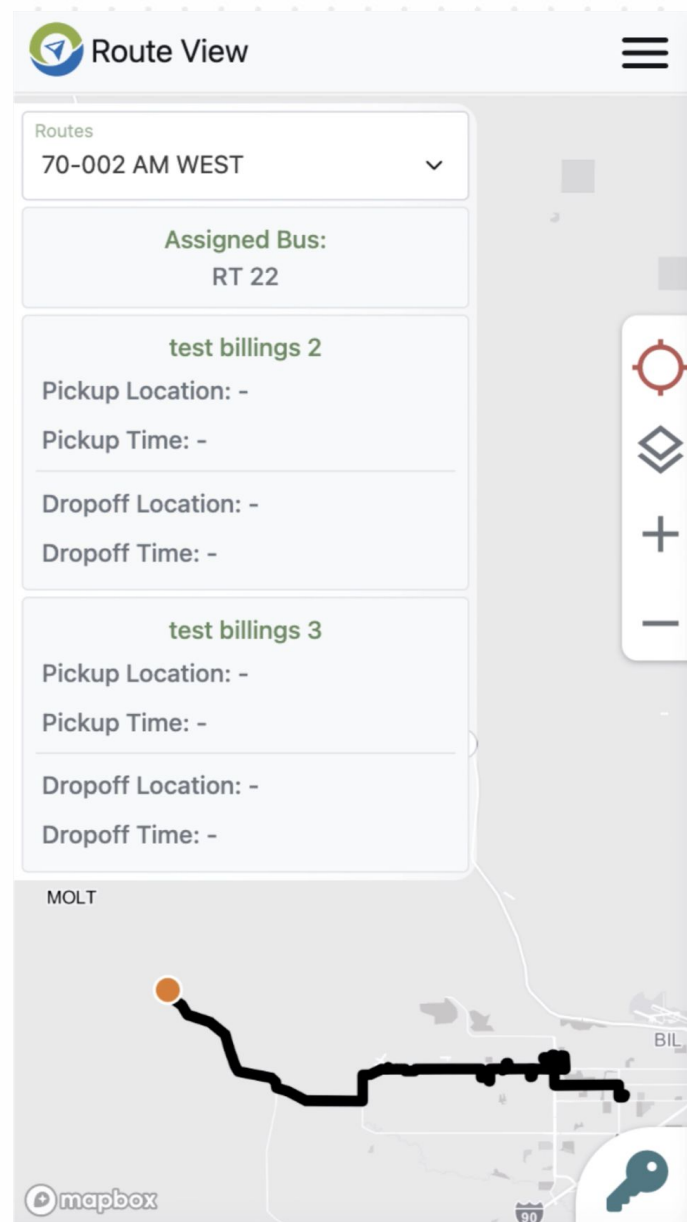 Route View
Routes
70-002 AM WEST
Assigned Bus:
RT 22
test billings 2
Pickup Location: -
Pickup Time: -
Dropoff Location: -
Dropoff Time: -
test billings 3
Pickup Location: -
Pickup Time: -
Dropoff Location: -
Dropoff Time: -
MOLT
BIL
mapbox
90